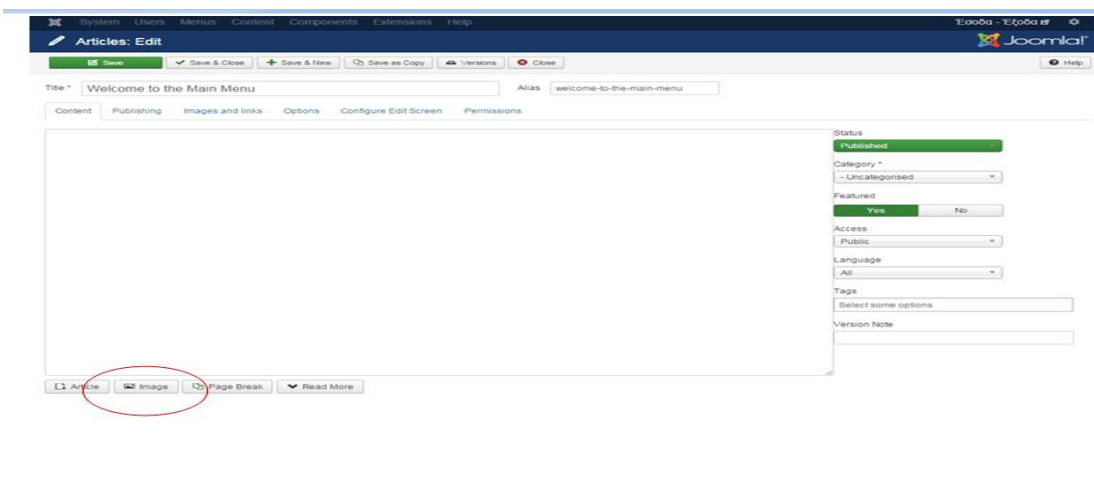 System Users Menus Content Components Extensions Help Έσοδα - Έξοδα
Articles: Edit Joomla!
Save Save & Close Save & New Save as Copy Versions Close Help
Title * Welcome to the Main Menu Alias welcome-to-the-main-menu
Content Publishing Images and links Options Configure Edit Screen Permissions
Status
Published
Category *
- Uncategorised
Featured
Yes No
Access
Public
Language
All
Tags
Select some options
Version Note
Article Image Page Break Read More